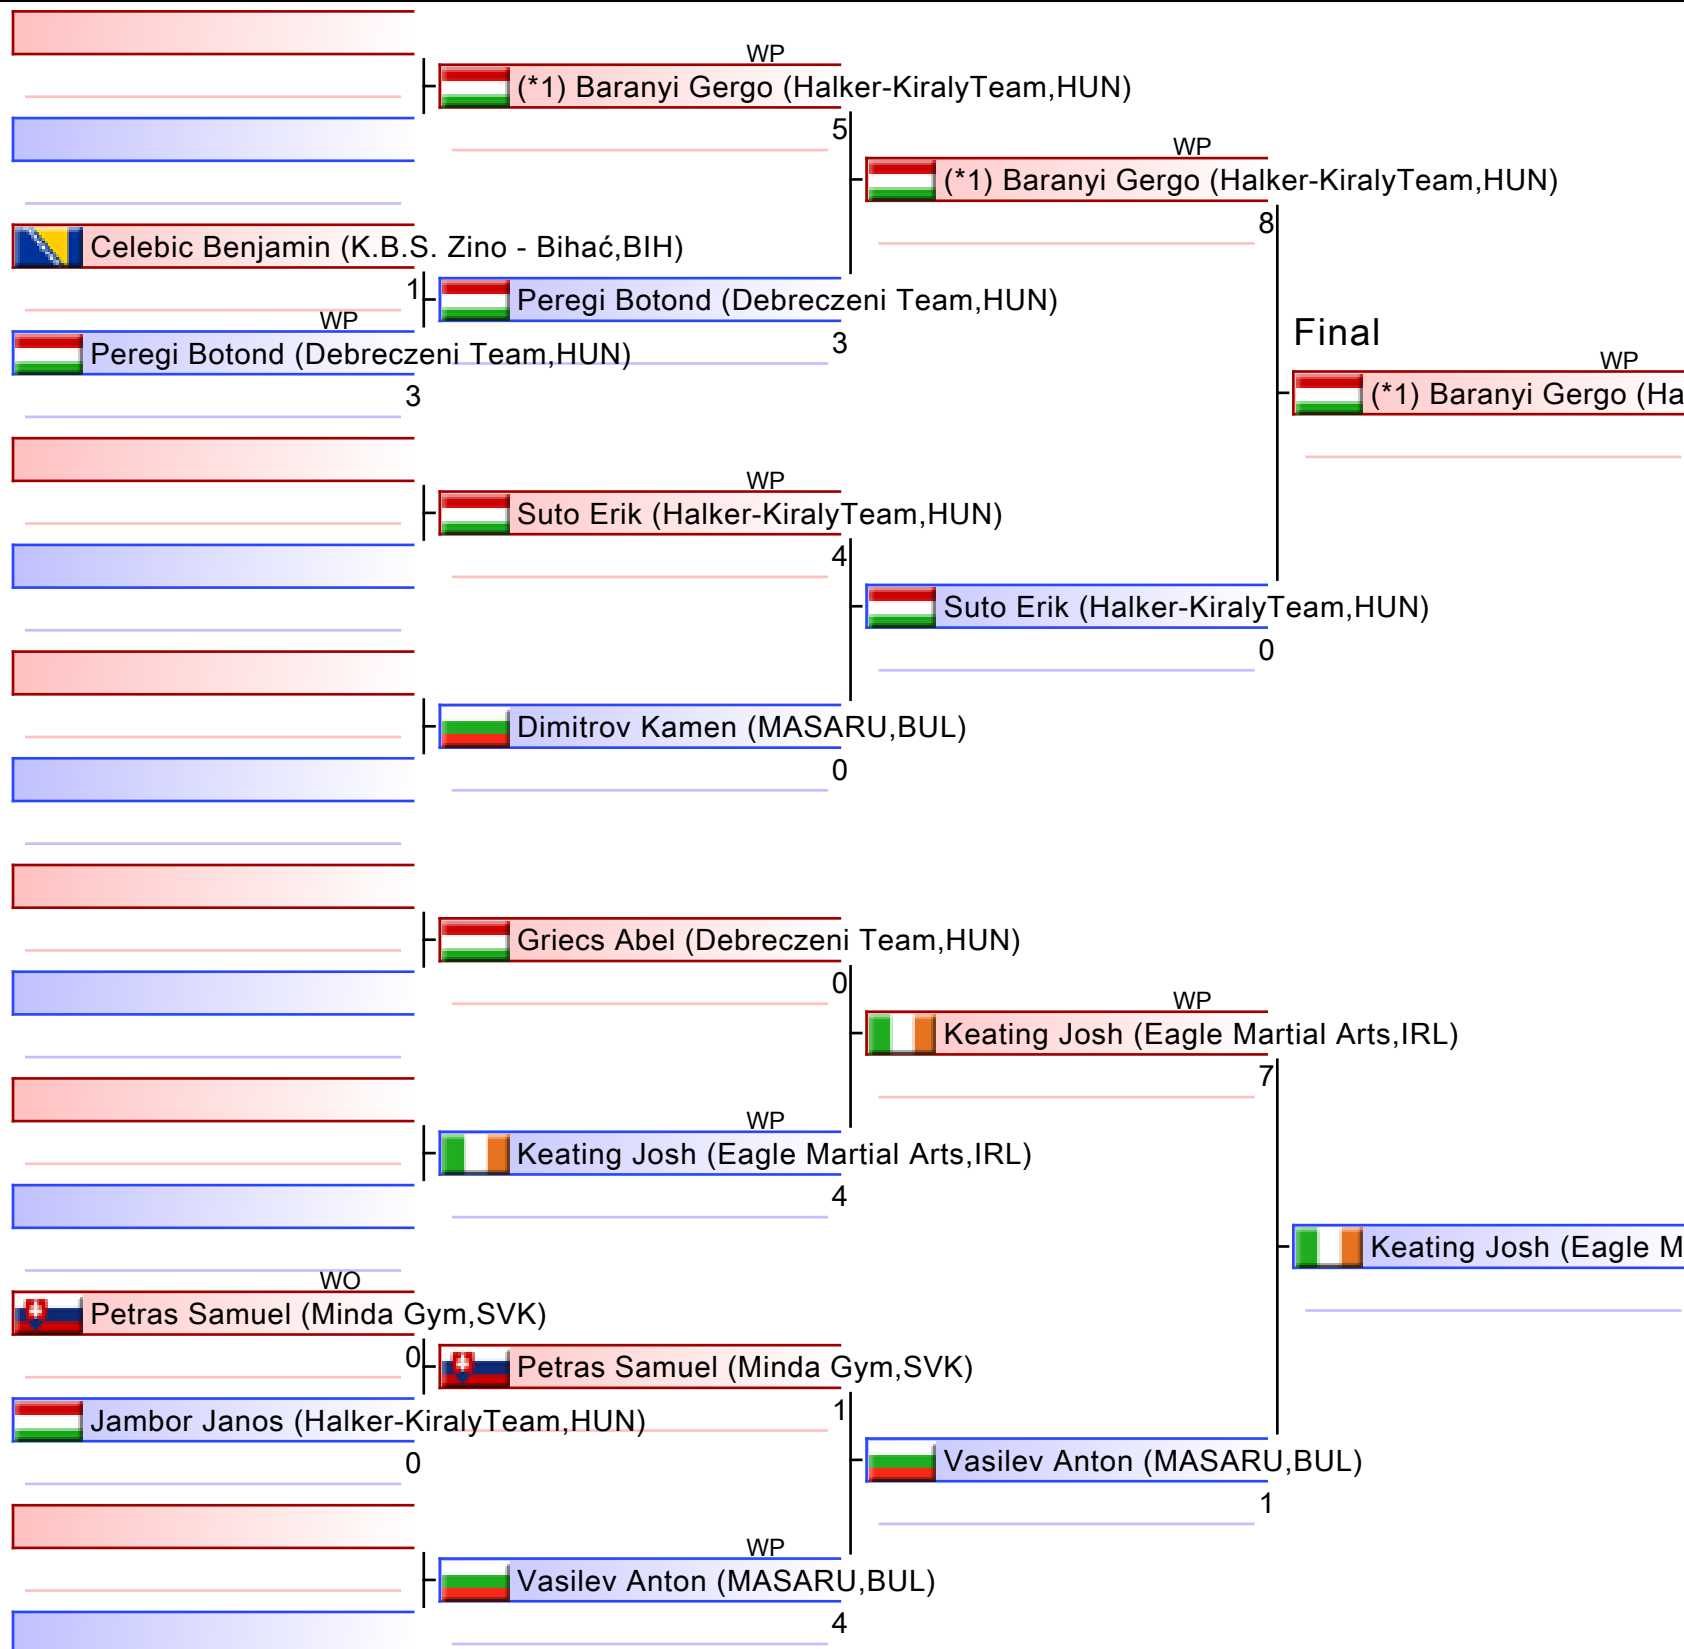 WP
(*1) Baranyi Gergo (Halker-KiralyTeam,HUN)
5
WP
(*1) Baranyi Gergo (Halker-KiralyTeam,HUN)
8
Celebic Benjamin (K.B.S. Zino - Bihać,BIH)
1
Peregi Botond (Debreczeni Team,HUN)
3
WP
Peregi Botond (Debreczeni Team,HUN)
3
Final
WP
(*1) Baranyi Gergo (Ha
WP
Suto Erik (Halker-KiralyTeam,HUN)
4
Suto Erik (Halker-KiralyTeam,HUN)
0
Dimitrov Kamen (MASARU,BUL)
0
Griecs Abel (Debreczeni Team,HUN)
0
WP
Keating Josh (Eagle Martial Arts,IRL)
7
WP
Keating Josh (Eagle Martial Arts,IRL)
4
Keating Josh (Eagle M
WO
Petras Samuel (Minda Gym,SVK)
0
Petras Samuel (Minda Gym,SVK)
1
Jambor Janos (Halker-KiralyTeam,HUN)
0
Vasilev Anton (MASARU,BUL)
1
WP
Vasilev Anton (MASARU,BUL)
4